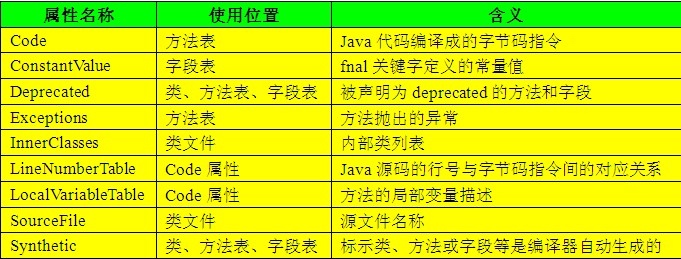 属性名称 使用位置 含义
Code 方法表 Java 代码编译成的字节码指令
ConstantValue 字段表 fnal 关键字定义的常量值
Deprecated 类、方法表、字段表 被声明为 deprecated 的方法和字段
Exceptions 方法表 方法抛出的异常
InnerClasses 类文件 内部类列表
LineNumberTable Code 属性 Java 源码的行号与字节码指令间的对应关系
LocalVariableTable Code 属性 方法的局部变量描述
SourceFile 类文件 源文件名称
Synthetic 类、方法表、字段表 标示类、方法或字段等是编译器自动生成的